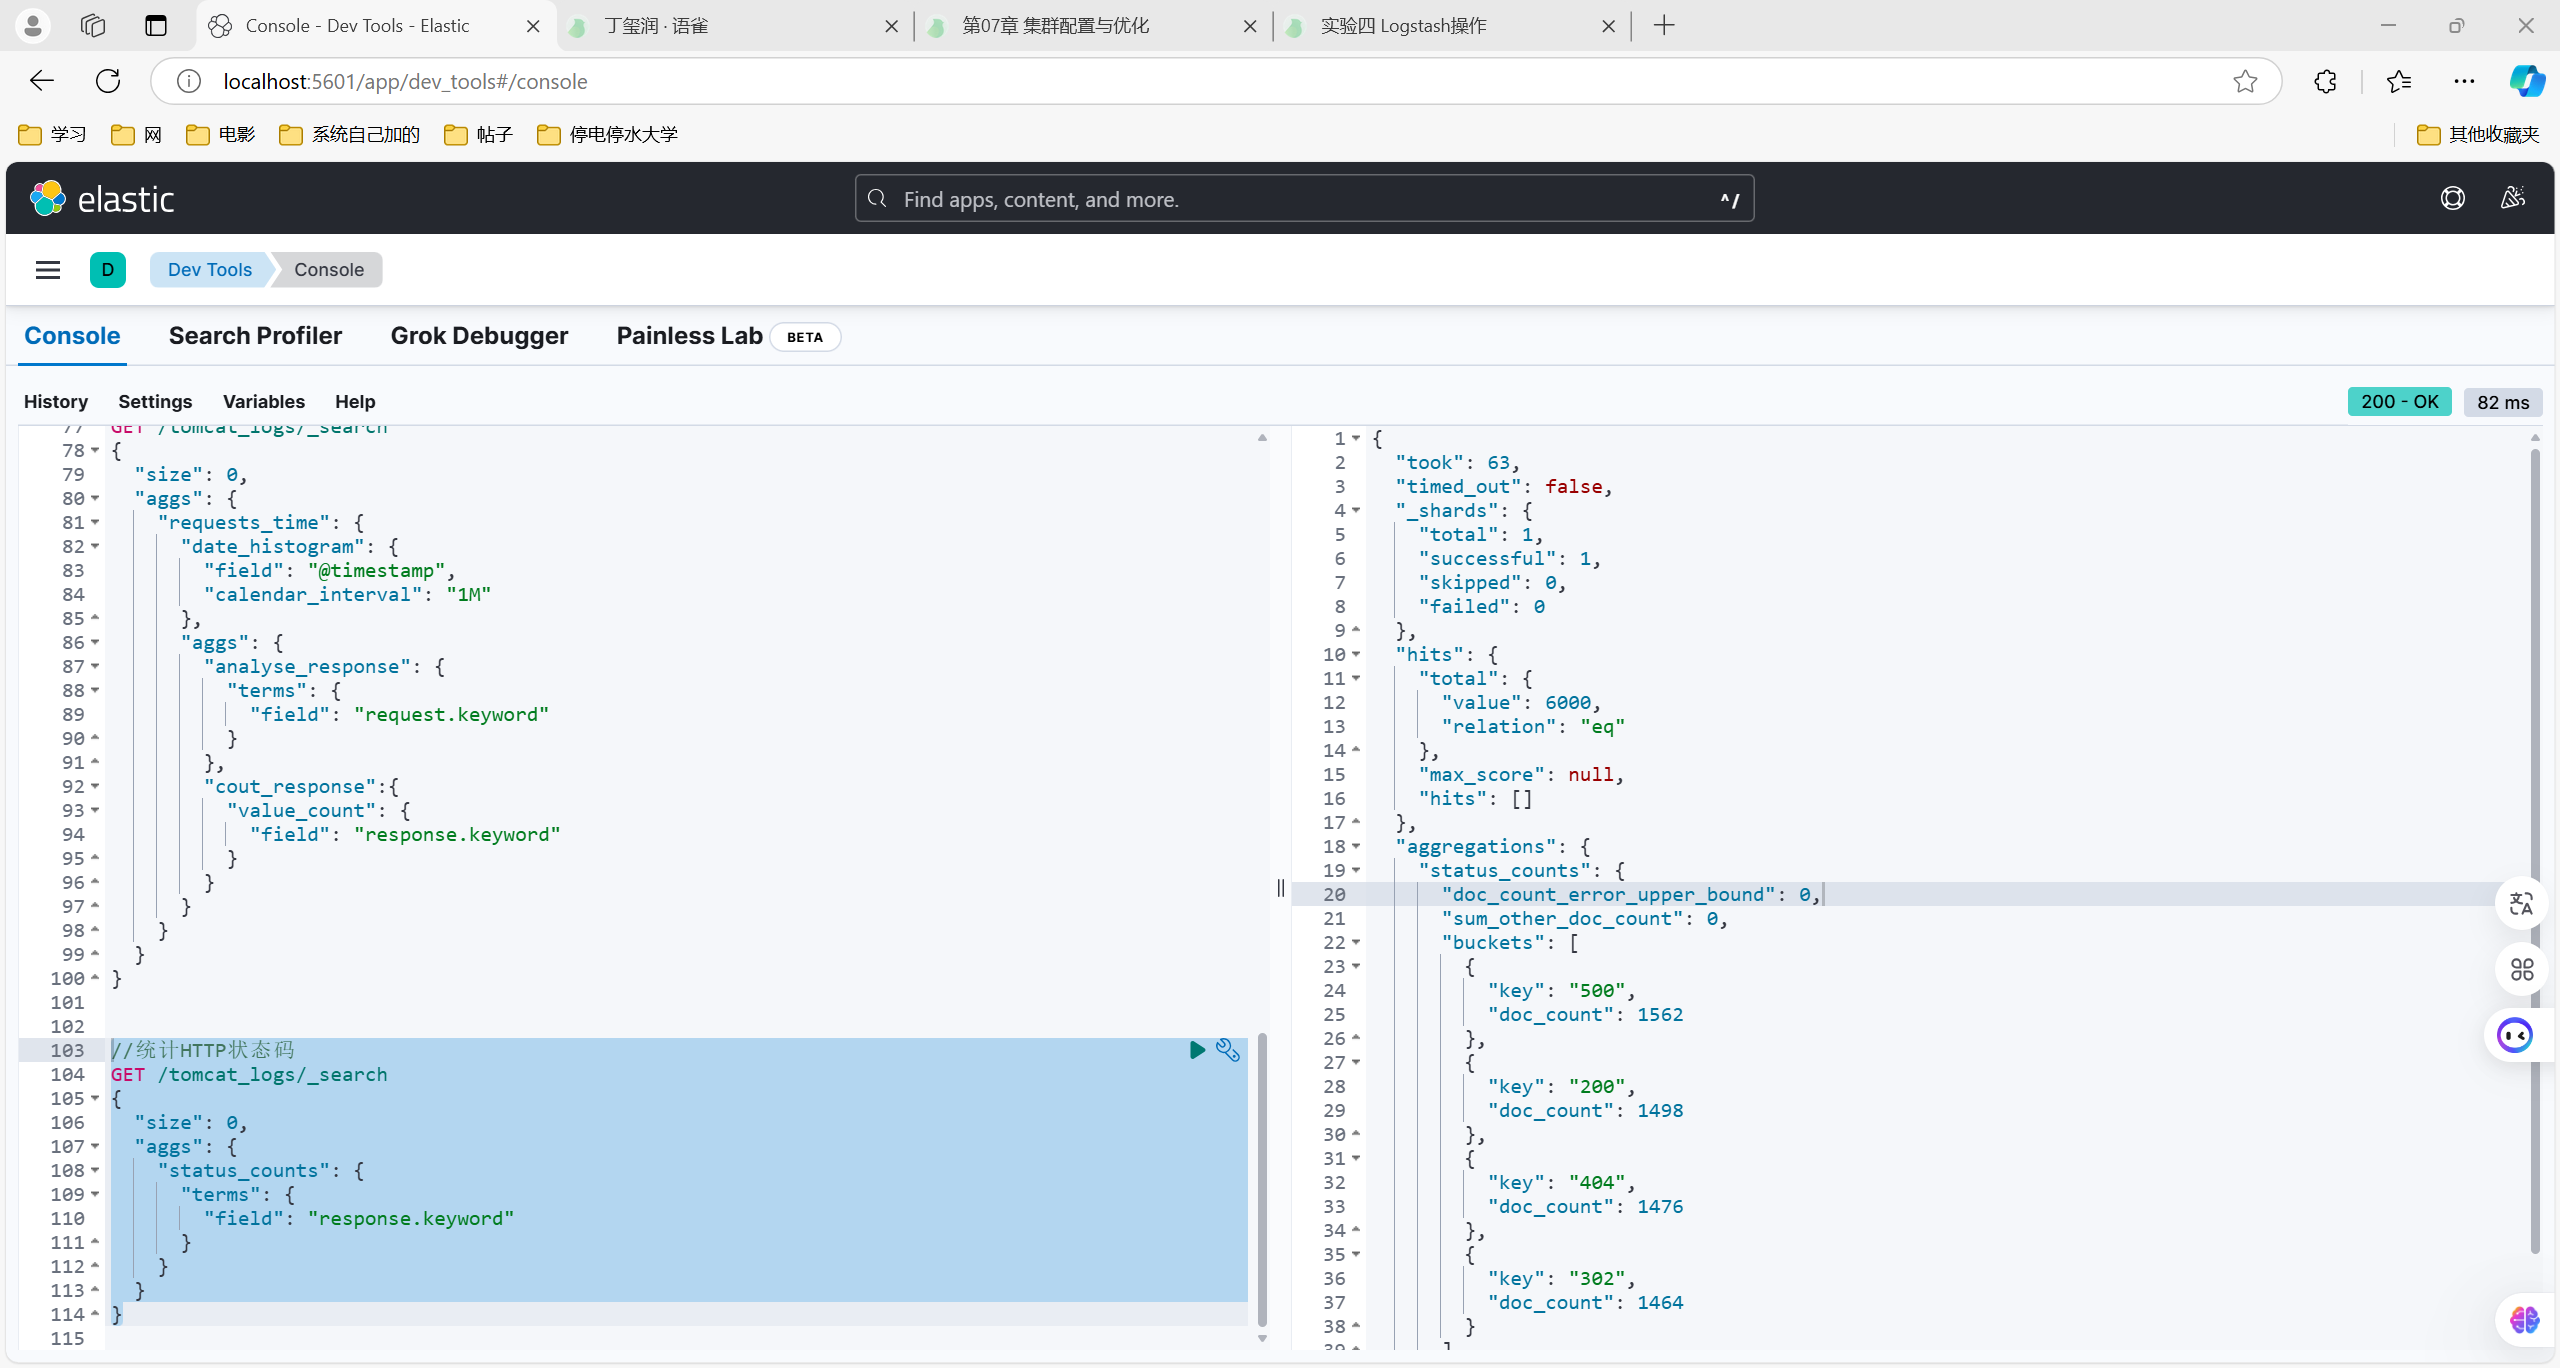 Console - Dev Tools - Elastic
丁玺润 · 语雀
第07章 集群配置与优化
实验四 Logstash操作
localhost:5601/app/dev_tools#/console
学习
网
电影
系统自己加的
帖子
停电停水大学
其他收藏夹
elastic
Find apps, content, and more.
^/
D
Dev Tools
Console
Console
Search Profiler
Grok Debugger
Painless Lab
BETA
History
Settings
Variables
Help
200 - OK
82 ms
77 GET /tomcat_logs/_search
78 {
79 "size": 0,
80 "aggs": {
81 "requests_time": {
82 "date_histogram": {
83 "field": "@timestamp",
84 "calendar_interval": "1M"
85 },
86 "aggs": {
87 "analyse_response": {
88 "terms": {
89 "field": "request.keyword"
90 }
91 },
92 "cout_response":{
93 "value_count": {
94 "field": "response.keyword"
95 }
96 }
97 }
98 }
99 }
100 }
101
102
103 //统计HTTP状态码
104 GET /tomcat_logs/_search
105 {
106 "size": 0,
107 "aggs": {
108 "status_counts": {
109 "terms": {
110 "field": "response.keyword"
111 }
112 }
113 }
114 }
115
1 {
2 "took": 63,
3 "timed_out": false,
4 "_shards": {
5 "total": 1,
6 "successful": 1,
7 "skipped": 0,
8 "failed": 0
9 },
10 "hits": {
11 "total": {
12 "value": 6000,
13 "relation": "eq"
14 },
15 "max_score": null,
16 "hits": []
17 },
18 "aggregations": {
19 "status_counts": {
20 "doc_count_error_upper_bound": 0,
21 "sum_other_doc_count": 0,
22 "buckets": [
23 {
24 "key": "500",
25 "doc_count": 1562
26 },
27 {
28 "key": "200",
29 "doc_count": 1498
30 },
31 {
32 "key": "404",
33 "doc_count": 1476
34 },
35 {
36 "key": "302",
37 "doc_count": 1464
38 }
39 ]